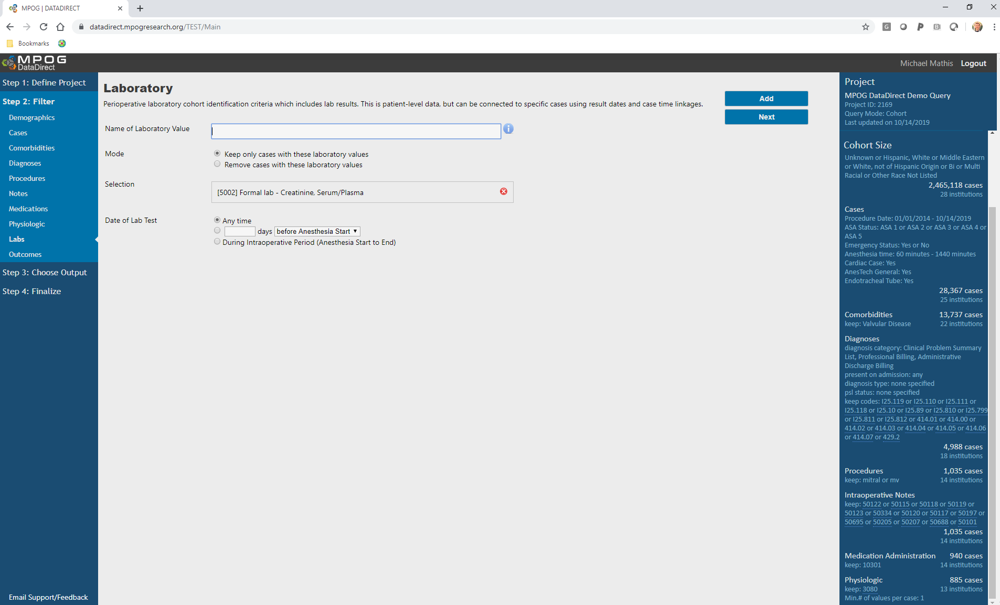 MPOG | DATADIRECT
datadirect.mpogresearch.org/TEST/Main
Bookmarks
MPOG
DataDirect
Michael Mathis Logout
Step 1: Define Project
Step 2: Filter
Demographics
Cases
Comorbidities
Diagnoses
Procedures
Notes
Medications
Physiologic
Labs
Outcomes
Step 3: Choose Output
Step 4: Finalize
Email Support/Feedback
Laboratory
Perioperative laboratory cohort identification criteria which includes lab results. This is patient-level data, but can be connected to specific cases using result dates and case time linkages.
Add
Next
Name of Laboratory Value
Mode
Keep only cases with these laboratory values
Remove cases with these laboratory values
Selection
[5002] Formal lab - Creatinine, Serum/Plasma
Date of Lab Test
Any time
days before Anesthesia Start
During Intraoperative Period (Anesthesia Start to End)
Project
MPOG DataDirect Demo Query
Project ID: 2169
Query Mode: Cohort
Last updated on 10/14/2019
Cohort Size
Unknown or Hispanic, White or Middle Eastern
or White, not of Hispanic Origin or Bi or Multi
Racial or Other Race Not Listed
2,465,118 cases
28 institutions
Cases
Procedure Date: 01/01/2014 - 10/14/2019
ASA Status: ASA 1 or ASA 2 or ASA 3 or ASA 4 or
ASA 5
Emergency Status: Yes or No
Anesthesia time: 60 minutes - 1440 minutes
Cardiac Case: Yes
AnesTech General: Yes
Endotracheal Tube: Yes
28,367 cases
25 institutions
Comorbidities 13,737 cases
keep: Valvular Disease 22 institutions
Diagnoses
diagnosis category: Clinical Problem Summary
List, Professional Billing, Administrative
Discharge Billing
present on admission: any
diagnosis type: none specified
psl status: none specified
keep codes: I25.119 or I25.110 or I25.111 or
I25.118 or I25.10 or I25.89 or I25.810 or I25.799
or I25.811 or I25.812 or 414.01 or 414.00 or
414.02 or 414.03 or 414.04 or 414.05 or 414.06
or 414.07 or 429.2
4,988 cases
18 institutions
Procedures 1,035 cases
keep: mitral or mv 14 institutions
Intraoperative Notes
keep: 50122 or 50115 or 50118 or 50119 or
50123 or 50334 or 50120 or 50117 or 50197 or
50695 or 50205 or 50207 or 50688 or 50101
1,035 cases
14 institutions
Medication Administration 940 cases
keep: 10301 14 institutions
Physiologic 885 cases
keep: 3080 13 institutions
Min.# of values per case: 1